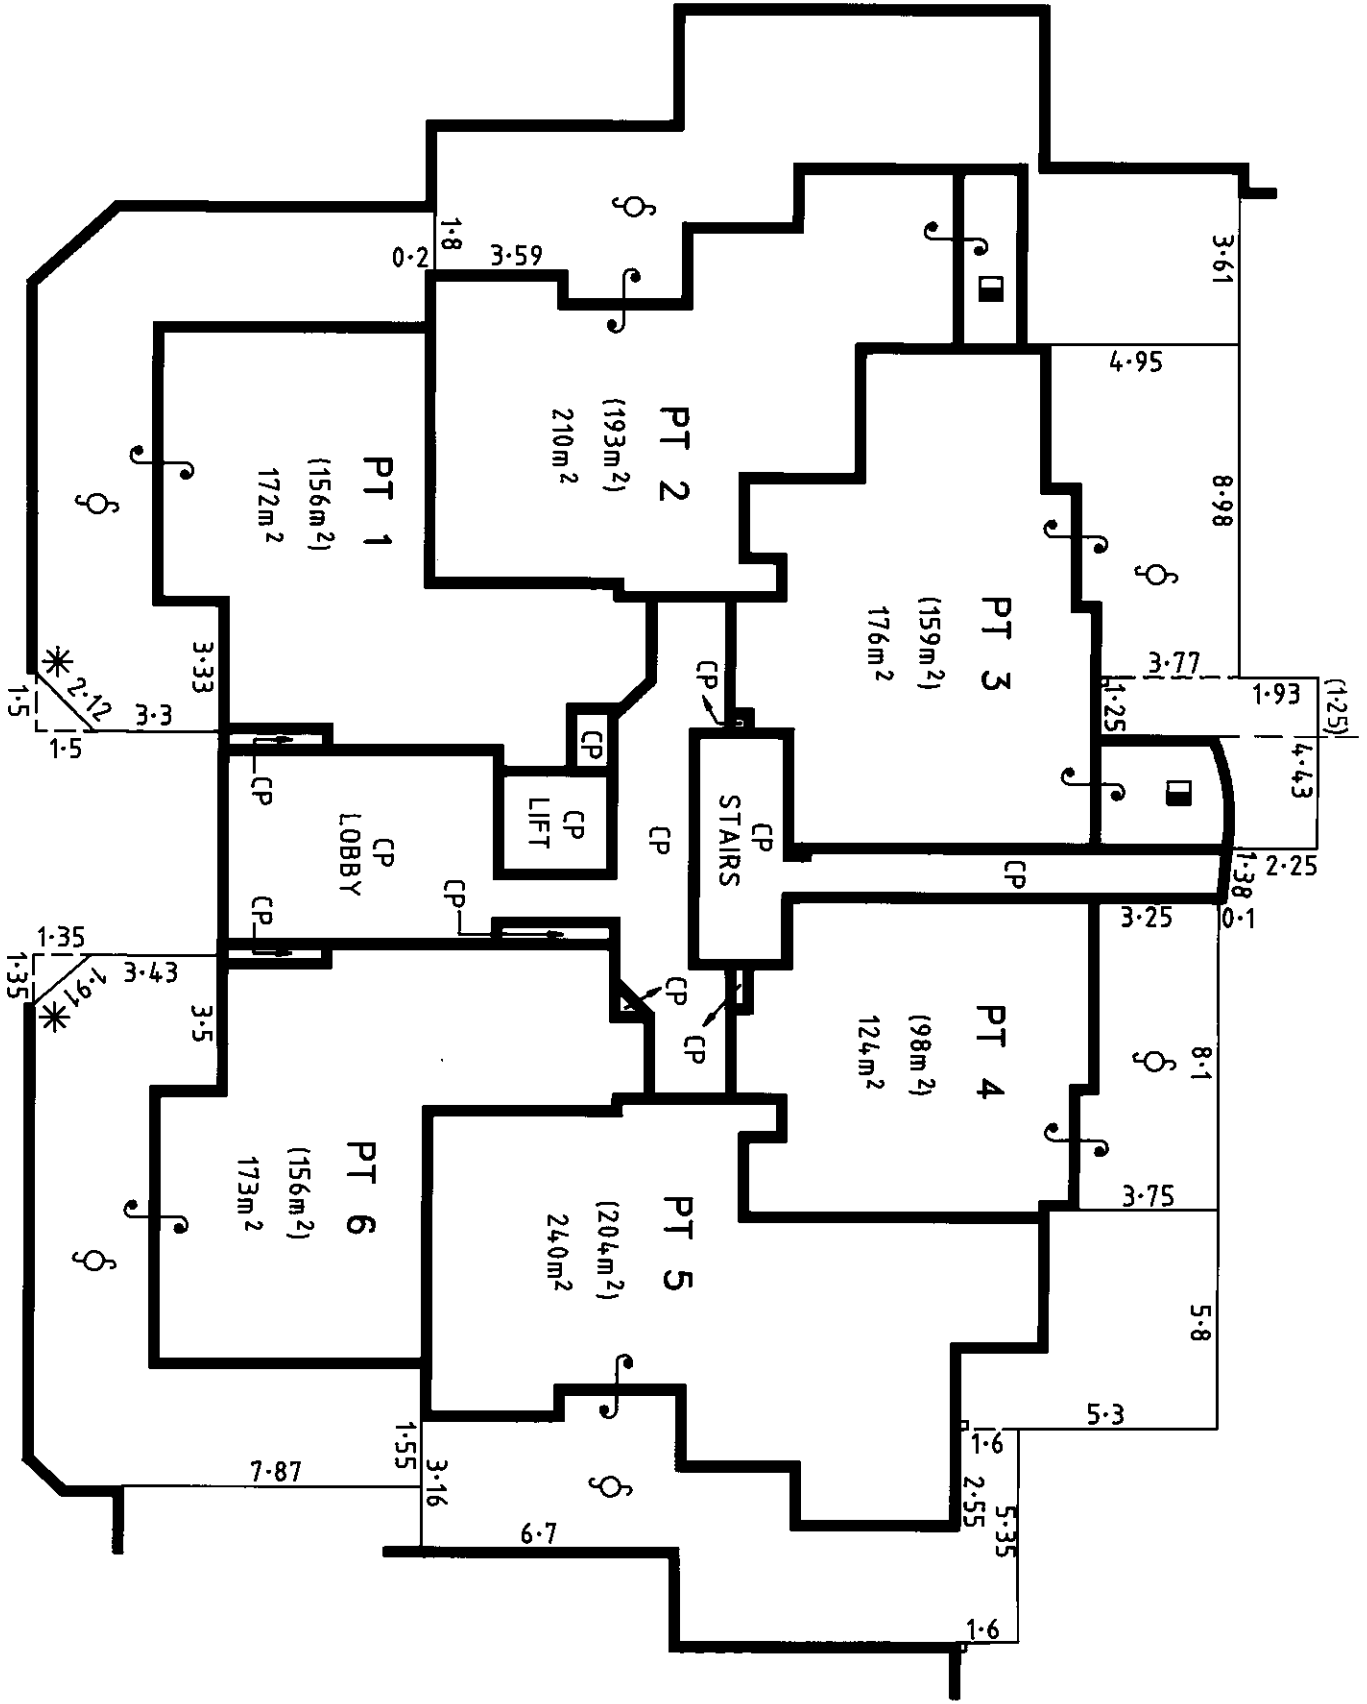 1·8
0·2
3·59
3·61
4·95
8·98
PT 1
(156m²)
172m²
PT 2
(193m²)
210m²
PT 3
(159m²)
176m²
3·77
1·93
(1·25)
1·25
4·43
3·33
3·3
2·12
1·5
1·5
CP
CP
CP
CP
LIFT
CP
LOBBY
CP
STAIRS
CP
CP
2·25
1·38
0·1
3·25
CP
CP
CP
CP
1·35
1·35
1·91
3·43
3·5
8·1
3·75
PT 4
(98m²)
124m²
PT 5
(204m²)
240m²
PT 6
(156m²)
173m²
5·8
5·3
1·6
2·55
5·35
1·6
1·55
3·16
7·87
6·7